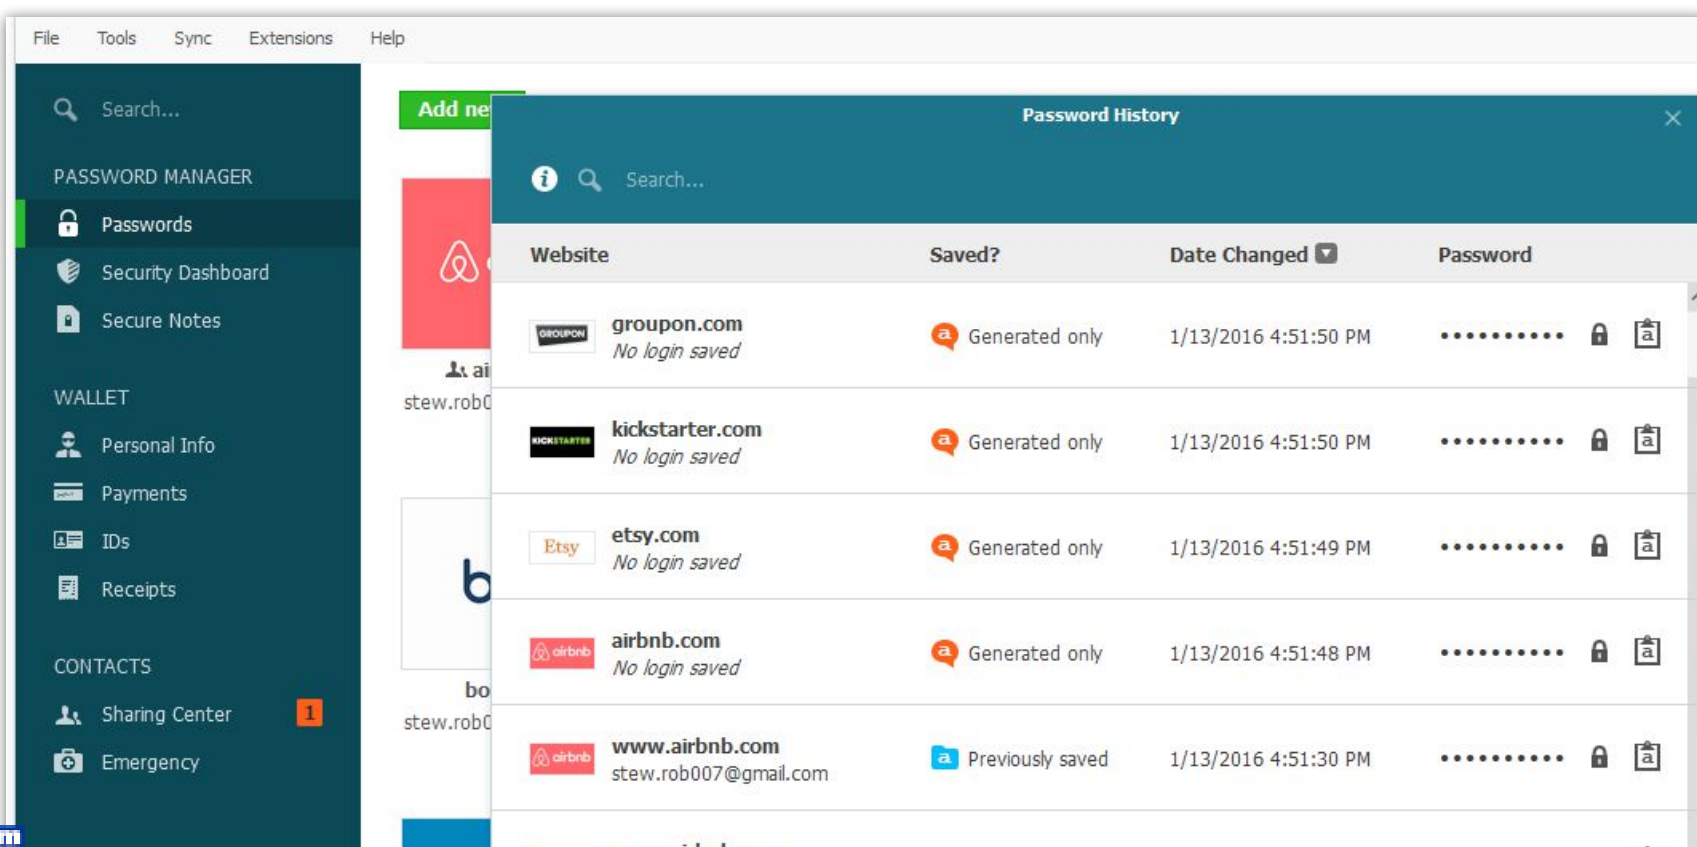 File Tools Sync Extensions Help
Search...
PASSWORD MANAGER
Passwords
Security Dashboard
Secure Notes
WALLET
Personal Info
Payments
IDs
Receipts
CONTACTS
Sharing Center 1
Emergency
Add ne
ai
stew.rob0
b
bo
stew.rob0
Password History
Search...
Website Saved? Date Changed Password
GROUPON groupon.com Generated only 1/13/2016 4:51:50 PM
No login saved
KICKSTARTER kickstarter.com Generated only 1/13/2016 4:51:50 PM
No login saved
Etsy etsy.com Generated only 1/13/2016 4:51:49 PM
No login saved
airbnb airbnb.com Generated only 1/13/2016 4:51:48 PM
No login saved
airbnb www.airbnb.com Previously saved 1/13/2016 4:51:30 PM
stew.rob007@gmail.com